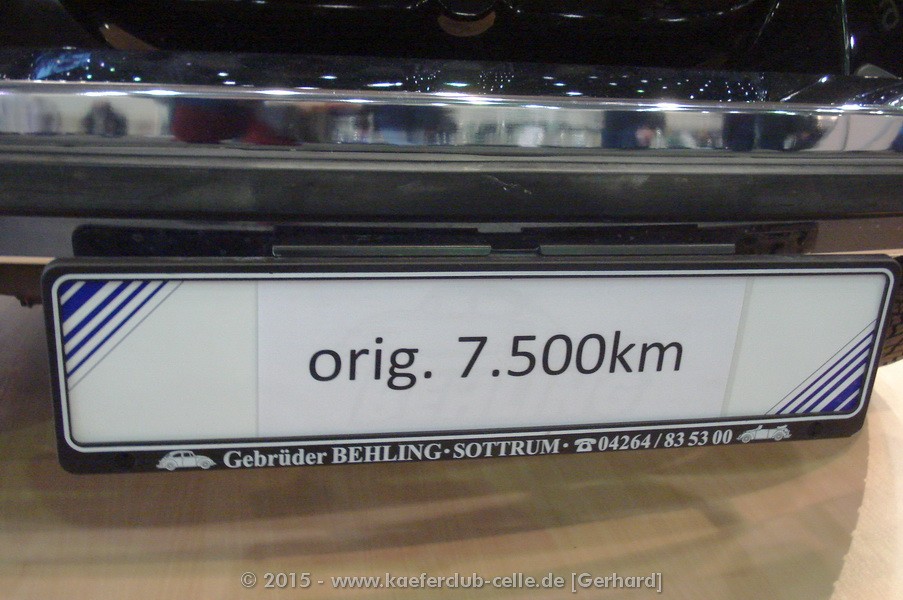 orig. 7.500km
Gebrüder BEHLING · SOTTRUM · ☎ 04264 / 83 53 00
© 2015 - www.kaeferclub-celle.de [Gerhard]